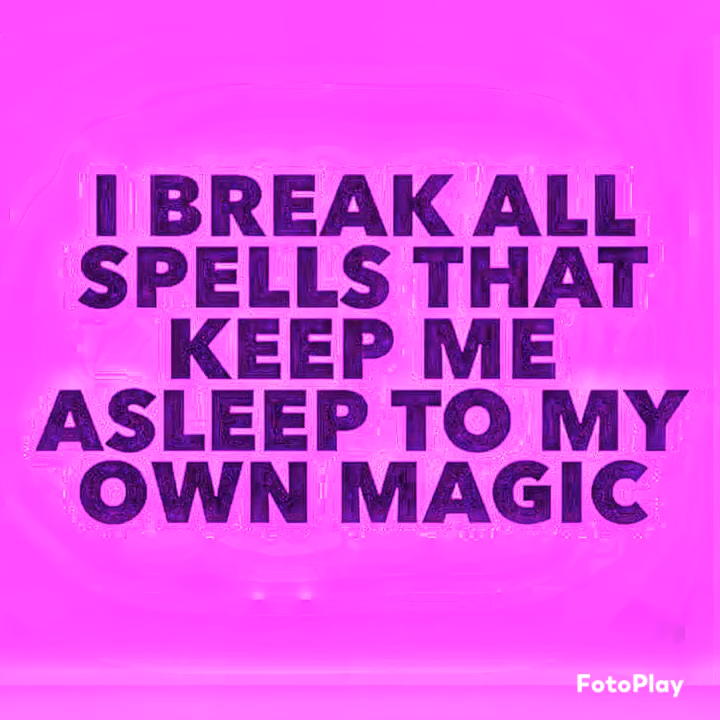 I BREAK ALL
SPELLS THAT
KEEP ME
ASLEEP TO MY
OWN MAGIC
FotoPlay